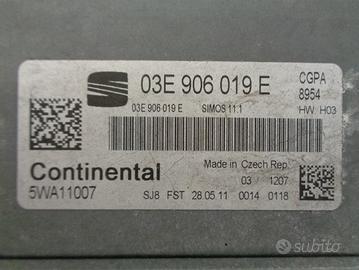 03E 906 019 E
CGPA
8954
03E 906 019 E SIMOS 11.1 HW H03
Continental
Made in Czech Rep.
5WA11007
03 1207
SJ8 FST 28.05.11 0014 0118
subito